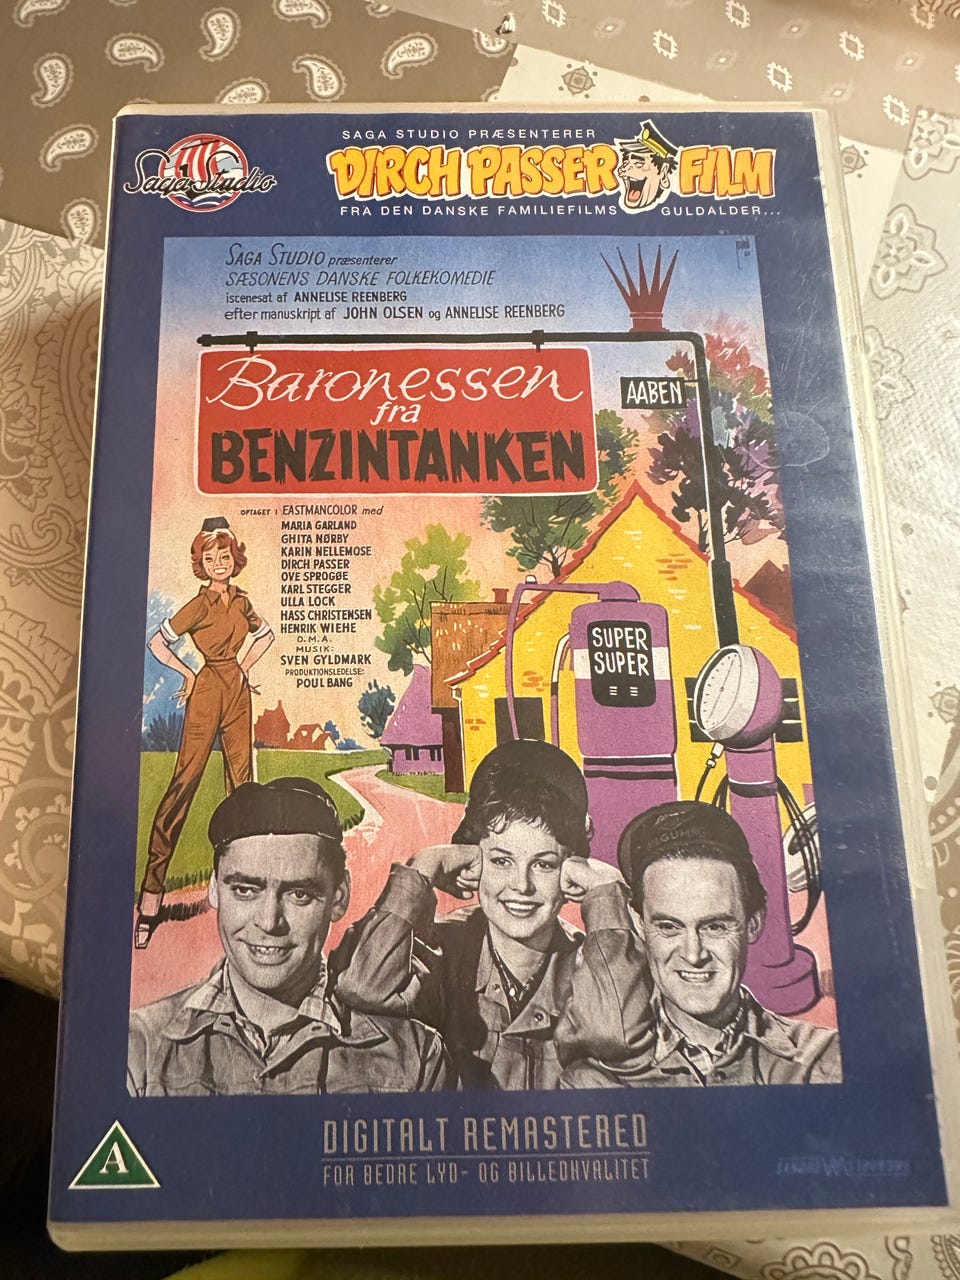 Saga Studio
SAGA STUDIO PRÆSENTERER
DIRCH PASSER FILM
FRA DEN DANSKE FAMILIEFILMS GULDALDER...
SAGA STUDIO præsenterer
SÆSONENS DANSKE FOLKEKOMEDIE
iscenesat af ANNELISE REENBERG
efter manuskript af JOHN OLSEN og ANNELISE REENBERG
Baronessen
fra
BENZINTANKEN
AABEN
OPTAGET I EASTMANCOLOR med
MARIA GARLAND
GHITA NØRBY
KARIN NELLEMOSE
DIRCH PASSER
OVE SPROGØE
KARL STEGGER
ULLA LOCK
HASS CHRISTENSEN
HENRIK WIEHE
O.M.A.
MUSIK:
SVEN GYLDMARK
PRODUKTIONSLEDELSE:
POUL BANG
SUPER
SUPER
GUMMI
DIGITALT REMASTERED
FOR BEDRE LYD- OG BILLEDKVALITET
A